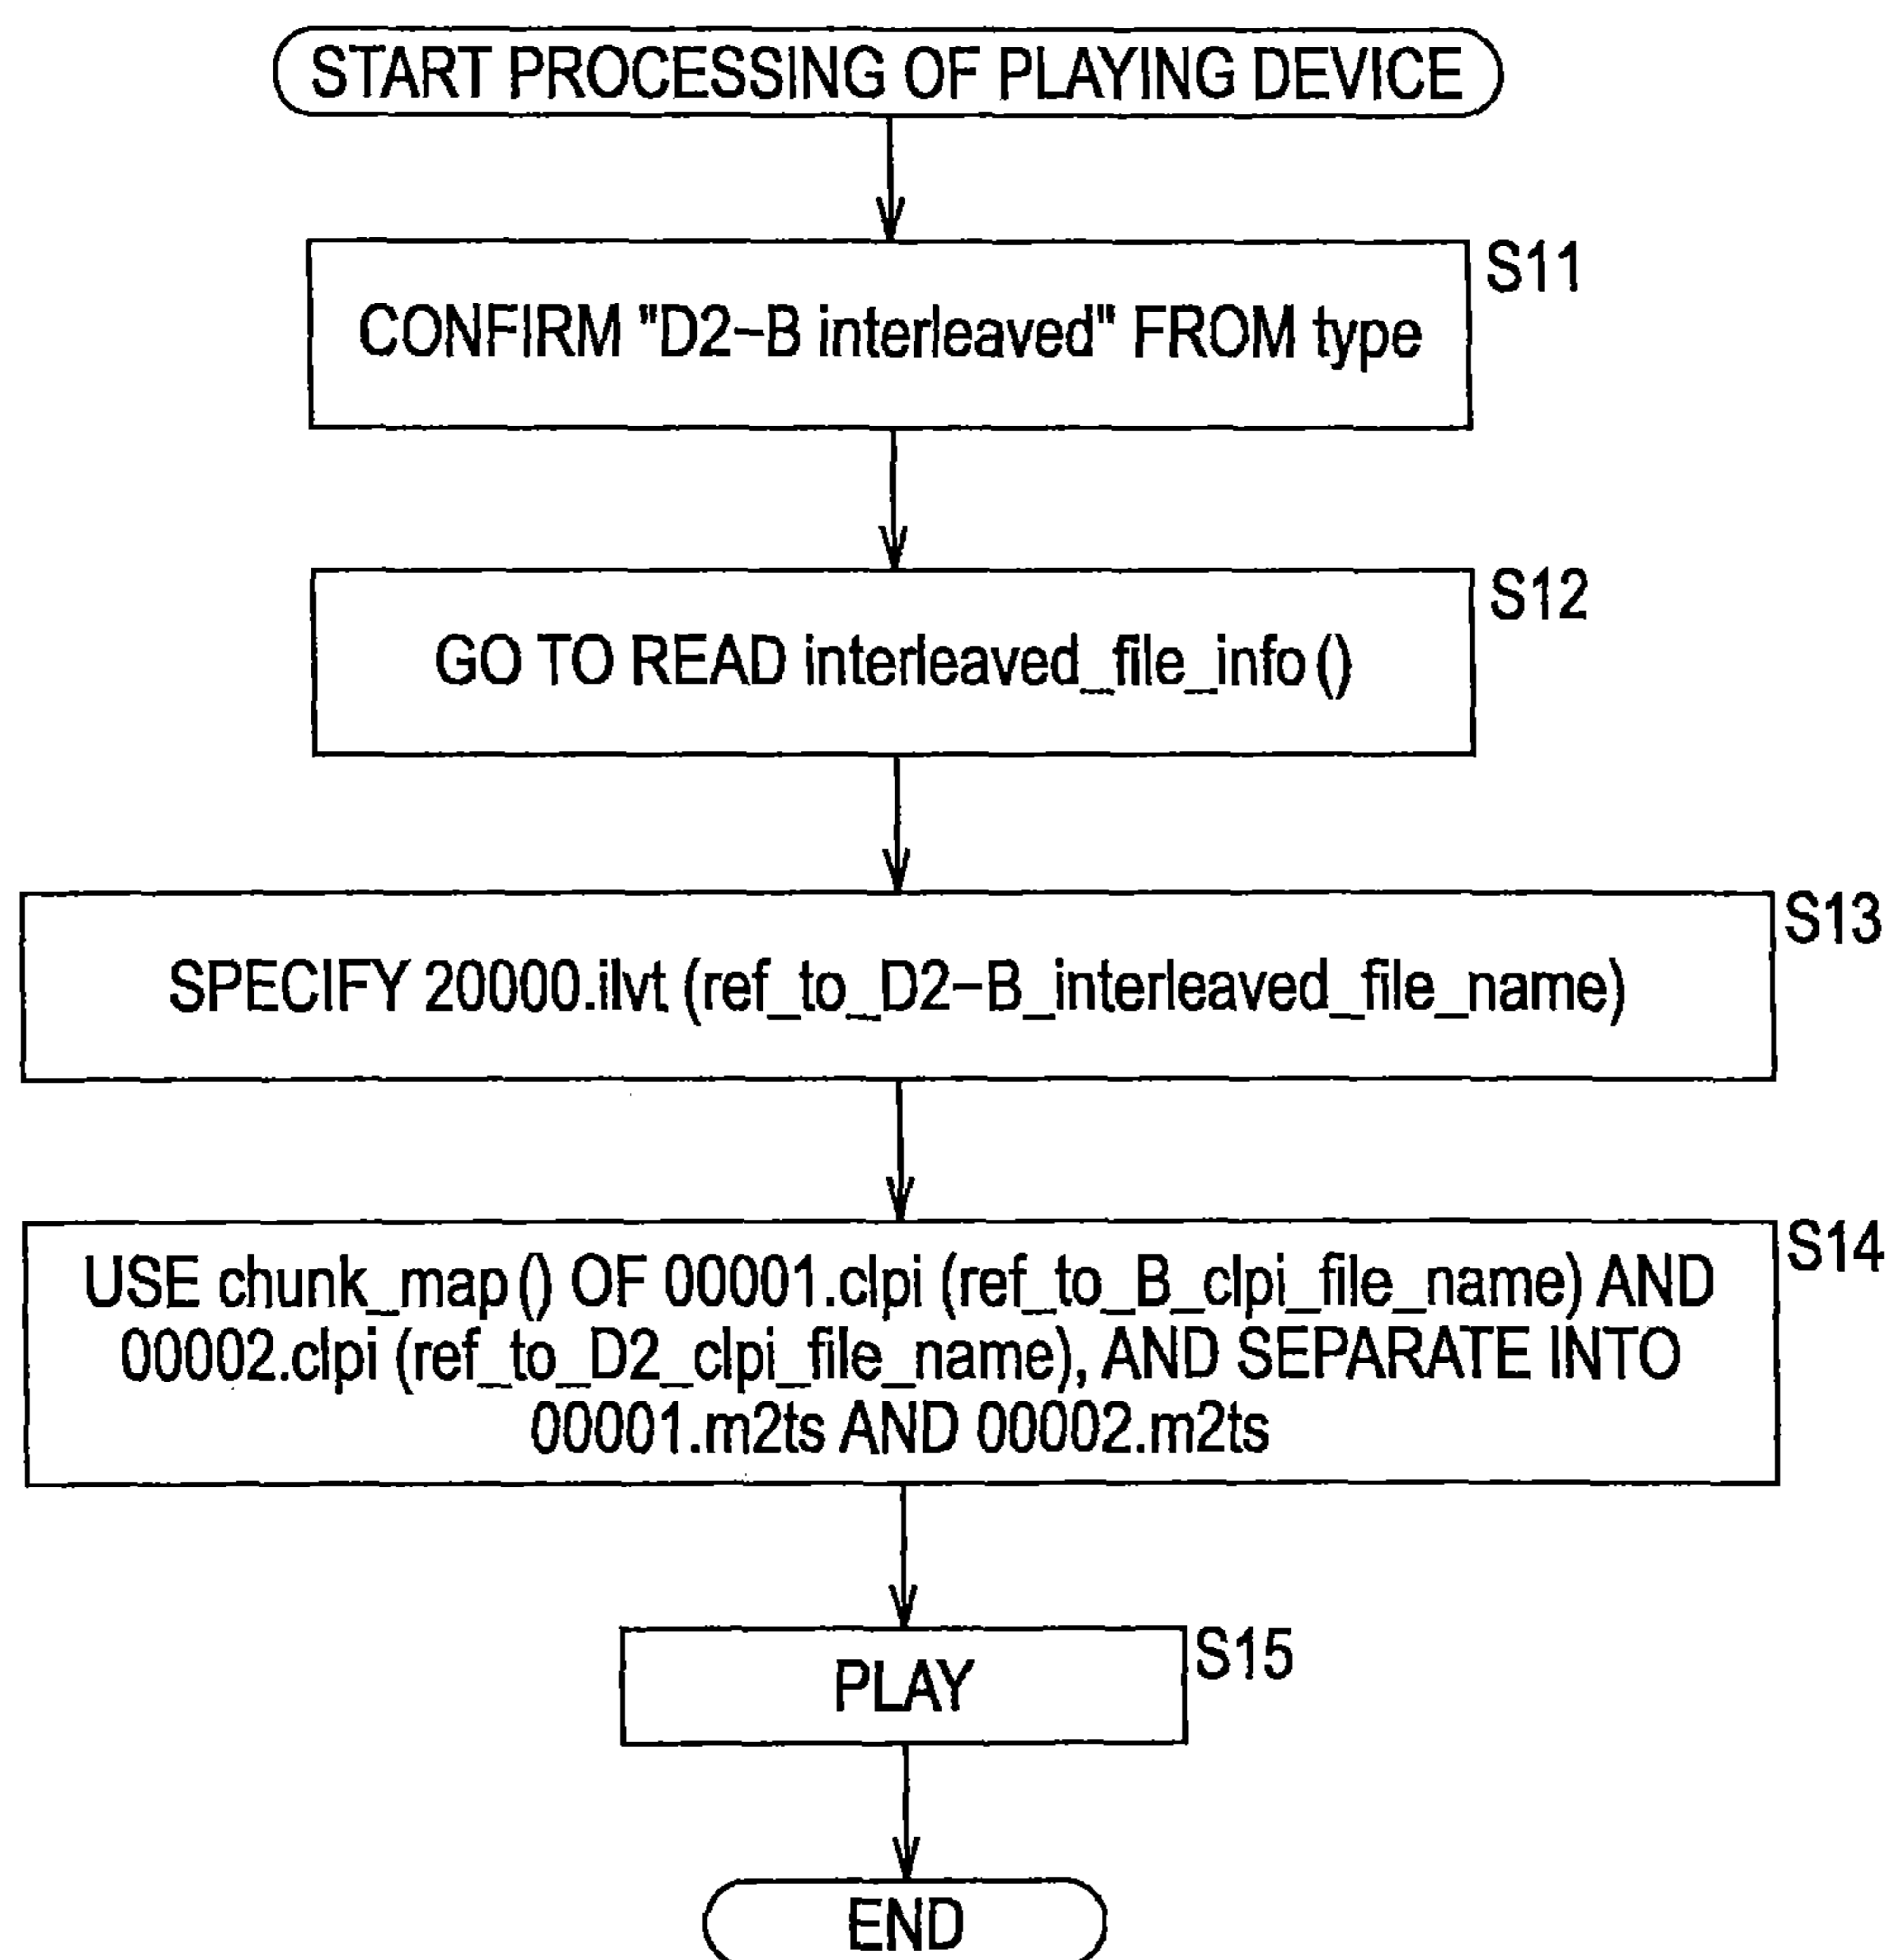 START PROCESSING OF PLAYING DEVICE
S11
CONFIRM "D2-B interleaved" FROM type
S12
GO TO READ interleaved_file_info ()
S13
SPECIFY 20000.ilvt (ref_to_D2-B_interleaved_file_name)
S14
USE chunk_map () OF 00001.clpi (ref_to_B_clpi_file_name) AND
00002.clpi (ref_to_D2_clpi_file_name), AND SEPARATE INTO
00001.m2ts AND 00002.m2ts
S15
PLAY
END